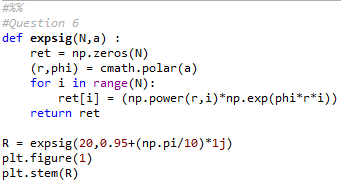 #%%
#Question 6
def expsig(N,a) :
    ret = np.zeros(N)
    (r,phi) = cmath.polar(a)
    for i in range(N):
        ret[i] = (np.power(r,i)*np.exp(phi*r*i))
    return ret

R = expsig(20,0.95+(np.pi/10)*1j)
plt.figure(1)
plt.stem(R)